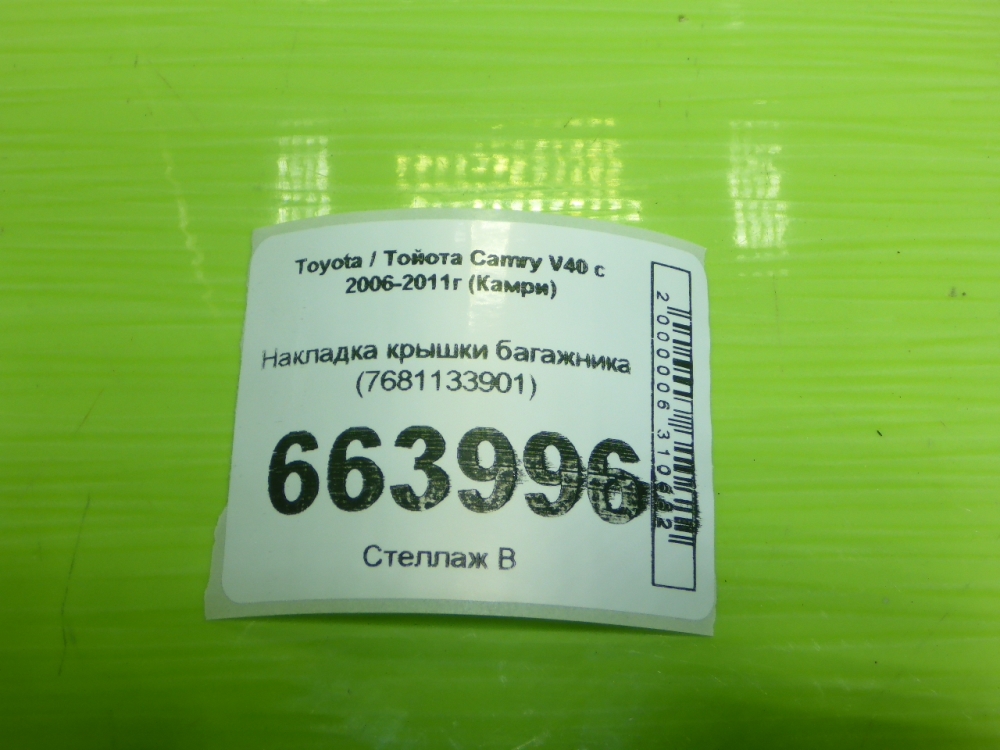 Toyota / Тойота Camry V40 с
2006-2011г (Камри)
Накладка крышки багажника
(7681133901)
663996
Стеллаж В